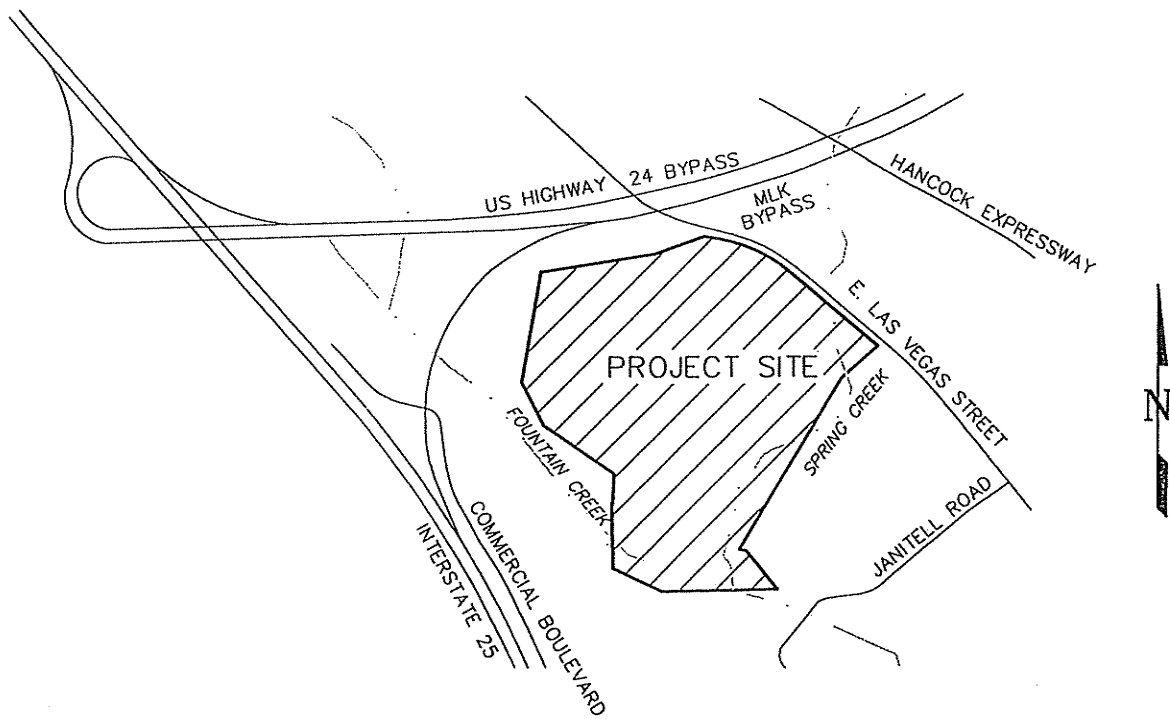 US HIGHWAY 24 BYPASS
MLK
BYPASS
HANCOCK EXPRESSWAY
E. LAS VEGAS STREET
PROJECT SITE
SPRING CREEK
FOUNTAIN CREEK
N
COMMERCIAL BOULEVARD
INTERSTATE 25
JANITELL ROAD